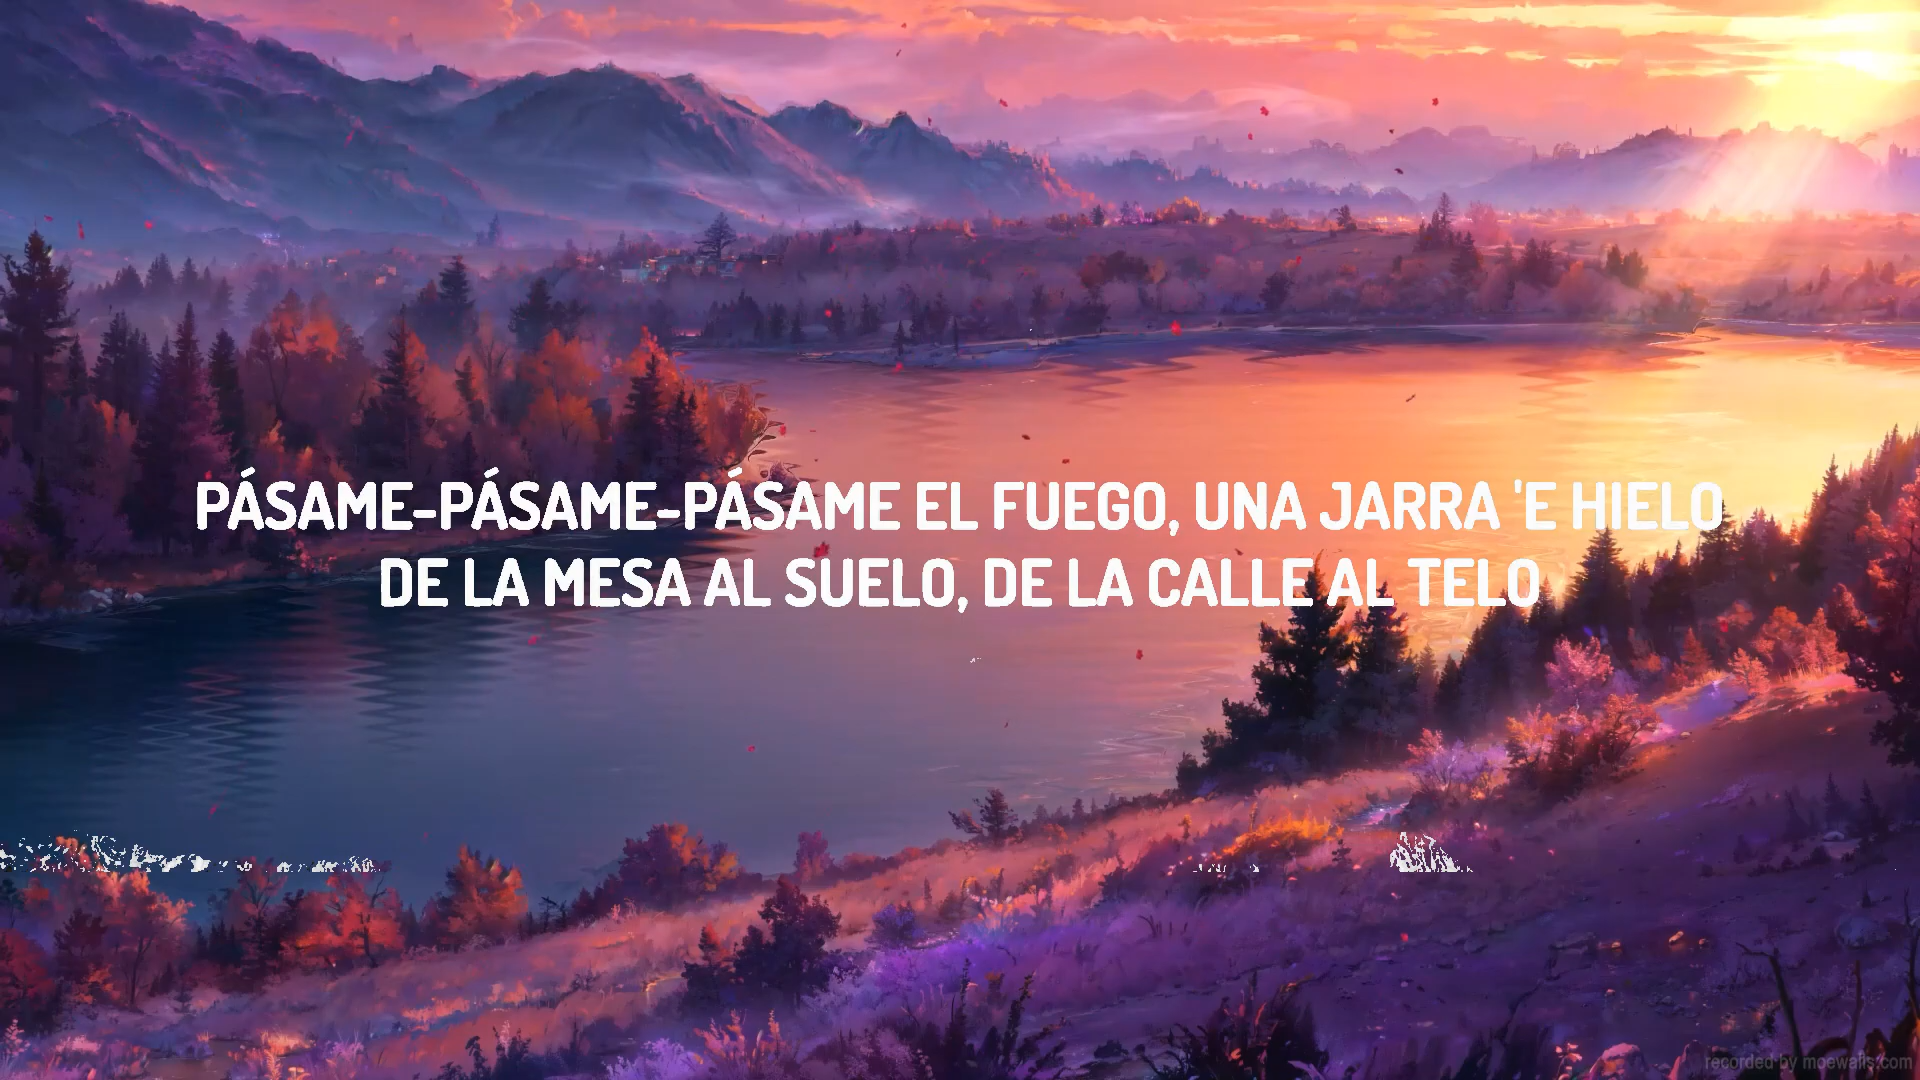 PÁSAME-PÁSAME-PÁSAME EL FUEGO, UNA JARRA 'E HIELO
DE LA MESA AL SUELO, DE LA CALLE AL TELO
recorded by moewalls.com